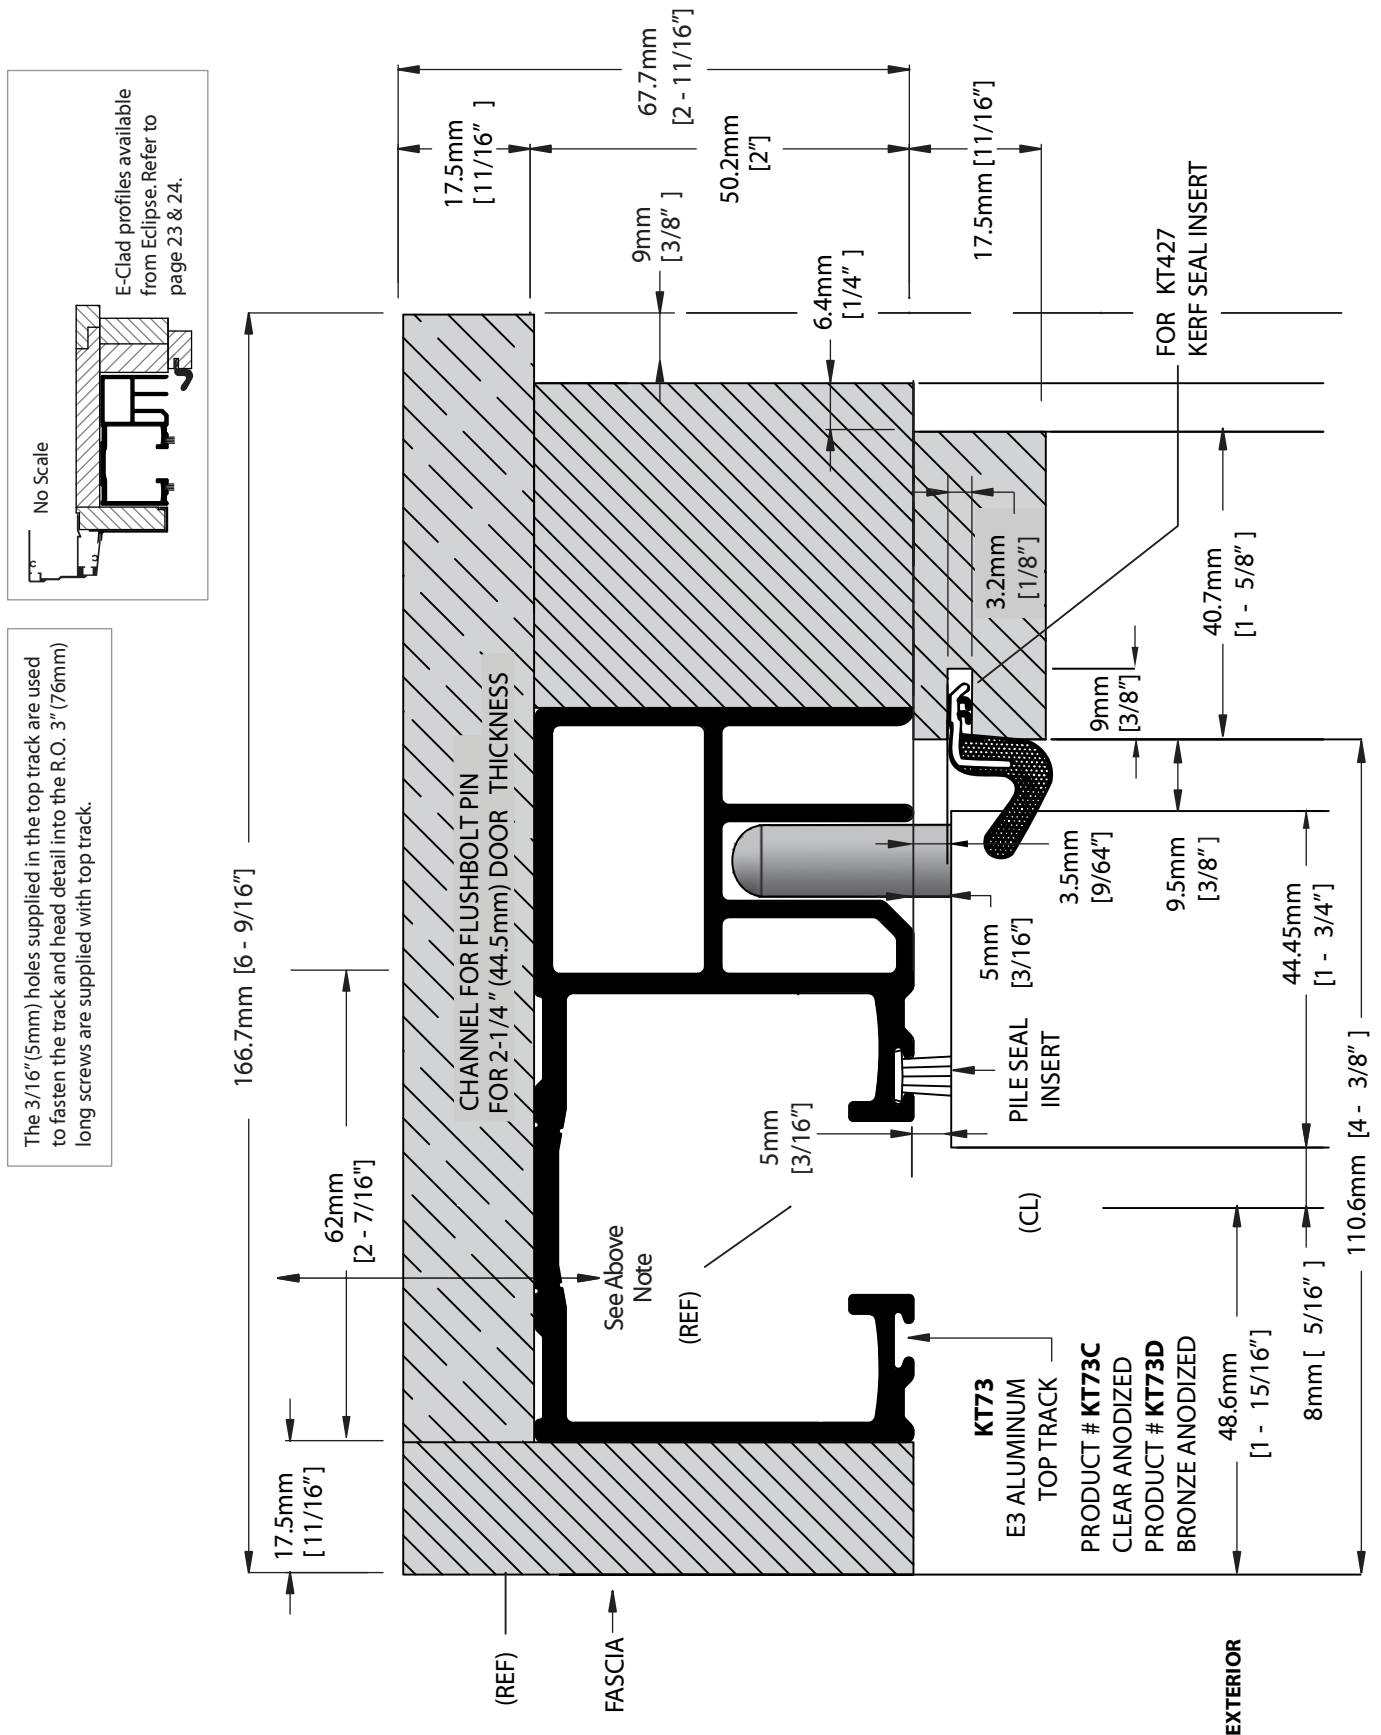 The 3/16" (5mm) holes supplied in the top track are used
to fasten the track and head detail into the R.O. 3" (76mm)
long screws are supplied with top track.
No Scale
E-Clad profiles available
from Eclipse. Refer to
page 23 & 24.
166.7mm [6 - 9/16"]
17.5mm
[11/16"]
62mm
[2 - 7/16"]
(REF)
FASCIA
CHANNEL FOR FLUSHBOLT PIN
FOR 2-1/4" (44.5mm) DOOR THICKNESS
17.5mm
[11/16" ]
67.7mm
[2 - 11/16"]
9mm
[3/8" ]
50.2mm
[2"]
6.4mm
[1/4" ]
17.5mm [11/16"]
See Above
Note
(REF)
5mm
[3/16"]
3.2mm
[1/8"]
FOR KT427
KERF SEAL INSERT
KT73
E3 ALUMINUM
TOP TRACK
PRODUCT # KT73C
CLEAR ANODIZED
PRODUCT # KT73D
BRONZE ANODIZED
(CL)
PILE SEAL
INSERT
5mm
[3/16"]
3.5mm
[9/64"]
9mm
[3/8"]
9.5mm
[3/8" ]
40.7mm
[1 - 5/8" ]
48.6mm
[1 - 15/16"]
8mm [ 5/16" ]
44.45mm
[1 - 3/4"]
110.6mm [4 - 3/8" ]
EXTERIOR